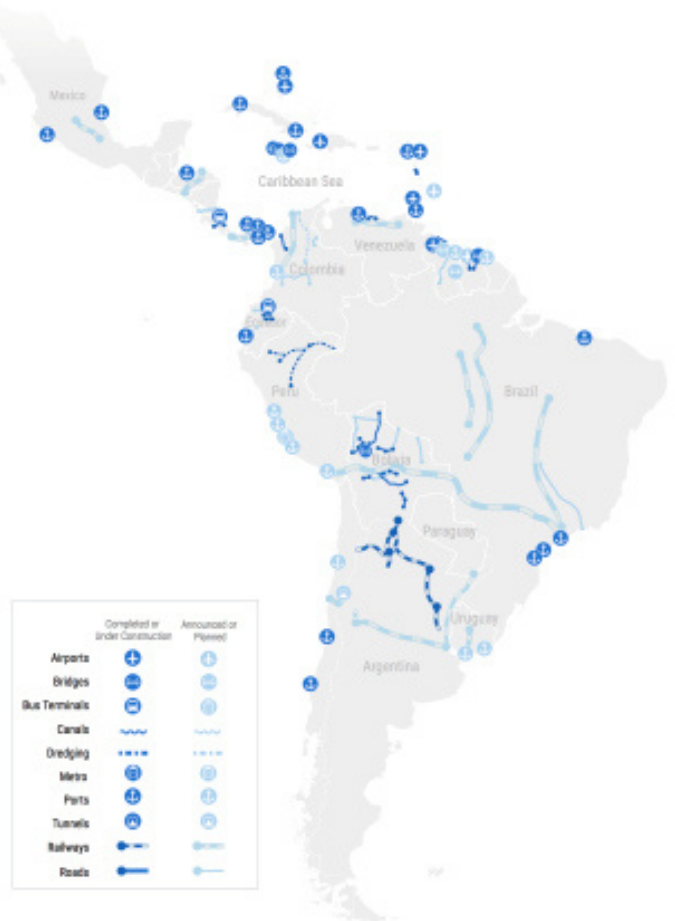 Mexico
Caribbean Sea
Venezuela
Colombia
Ecuador
Peru
Brazil
Bolivia
Paraguay
Uruguay
Argentina
Completed or Announced or
Under Construction Planned
Airports
Bridges
Bus Terminals
Canals
Dredging
Metro
Ports
Tunnels
Railways
Roads